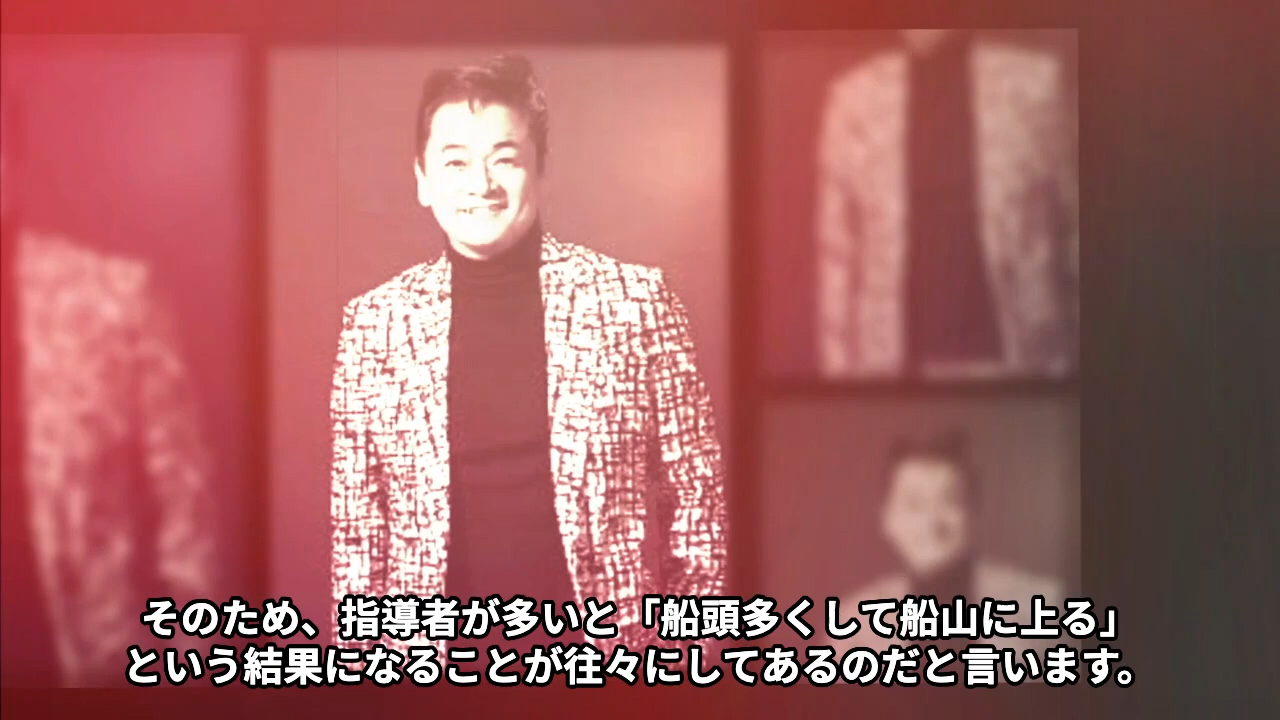 そのため、指導者が多いと「船頭多くして船山に上る」
という結果になることが往々にしてあるのだと言います。